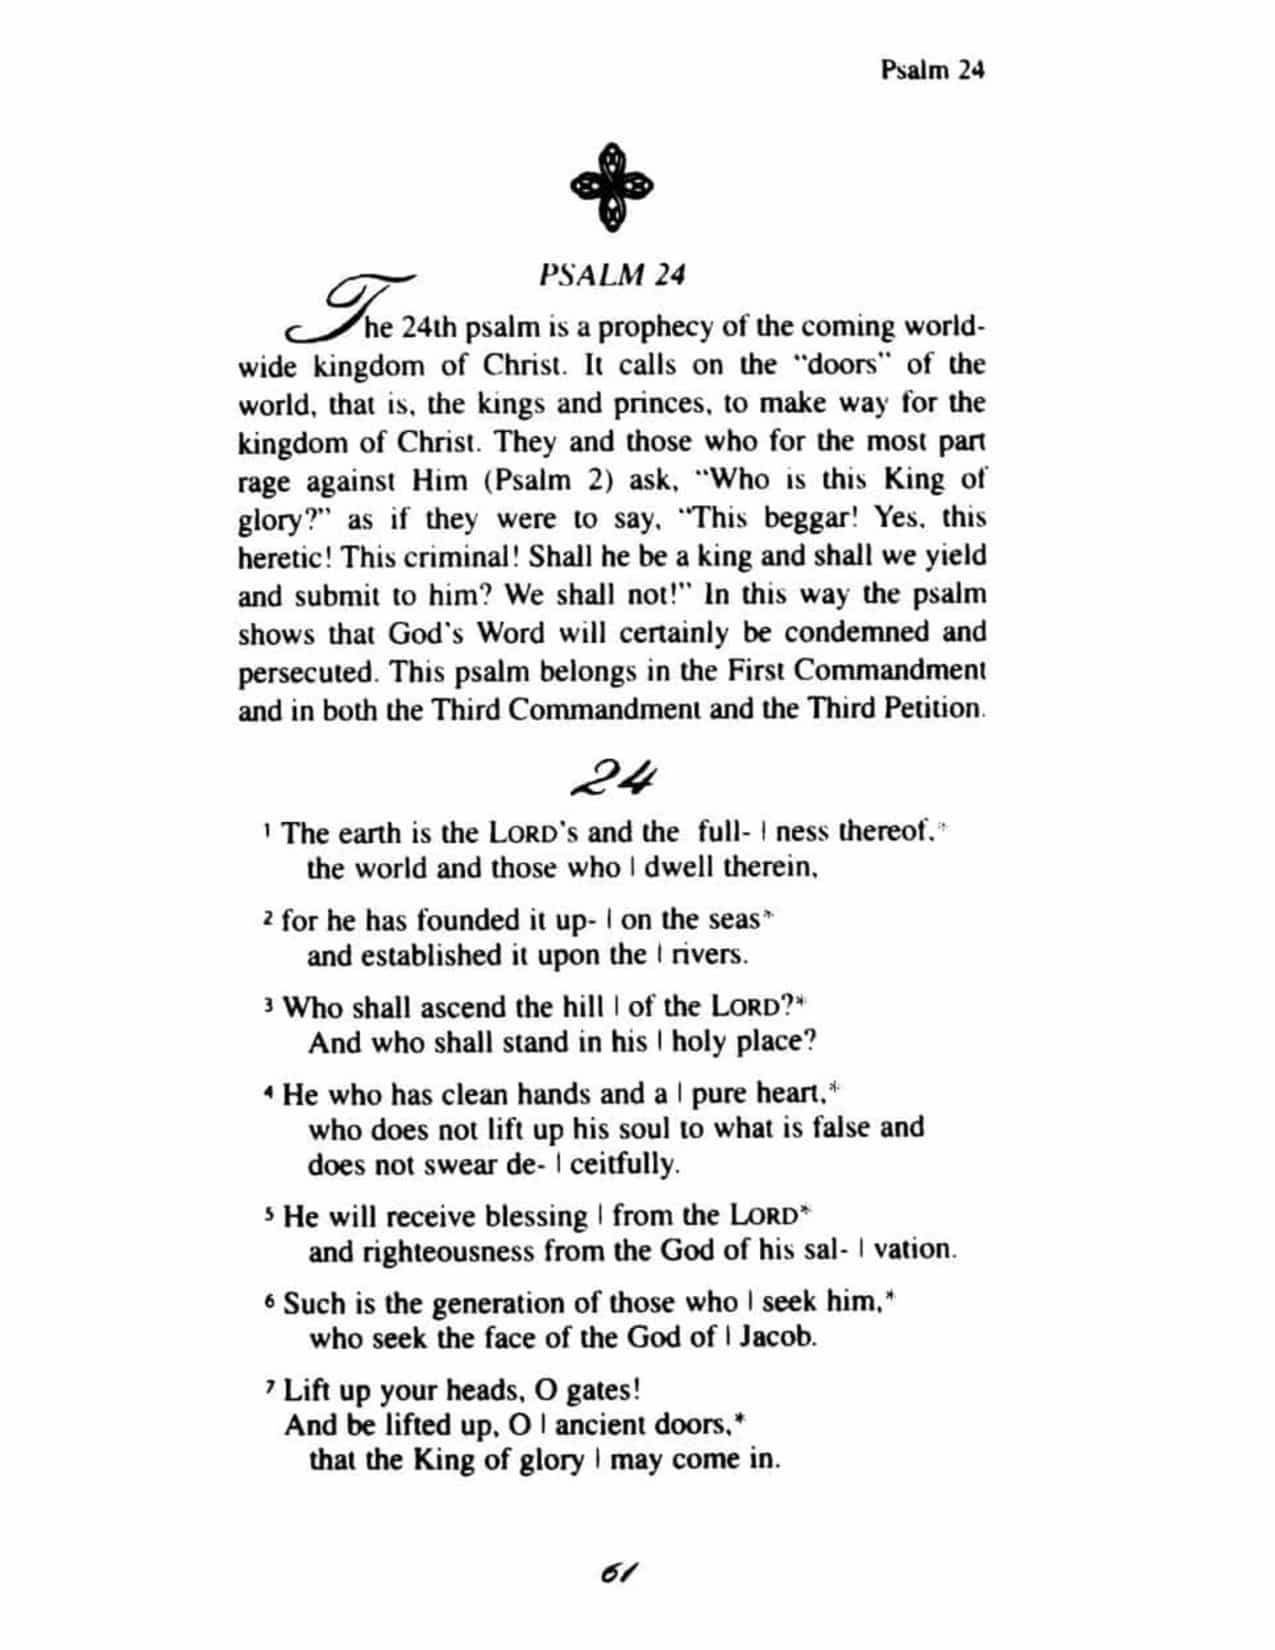 Psalm 24
PSALM 24
The 24th psalm is a prophecy of the coming world-
wide kingdom of Christ. It calls on the "doors" of the
world, that is, the kings and princes, to make way for the
kingdom of Christ. They and those who for the most part
rage against Him (Psalm 2) ask, "Who is this King of
glory?" as if they were to say, "This beggar! Yes, this
heretic! This criminal! Shall he be a king and shall we yield
and submit to him? We shall not!" In this way the psalm
shows that God's Word will certainly be condemned and
persecuted. This psalm belongs in the First Commandment
and in both the Third Commandment and the Third Petition.
24
1 The earth is the LORD's and the full- | ness thereof,*
the world and those who | dwell therein,
2 for he has founded it up- | on the seas*
and established it upon the | rivers.
3 Who shall ascend the hill | of the LORD?*
And who shall stand in his | holy place?
4 He who has clean hands and a | pure heart,*
who does not lift up his soul to what is false and
does not swear de- | ceitfully.
5 He will receive blessing | from the LORD*
and righteousness from the God of his sal- | vation.
6 Such is the generation of those who | seek him,*
who seek the face of the God of | Jacob.
7 Lift up your heads, O gates!
And be lifted up, O | ancient doors,*
that the King of glory | may come in.
61